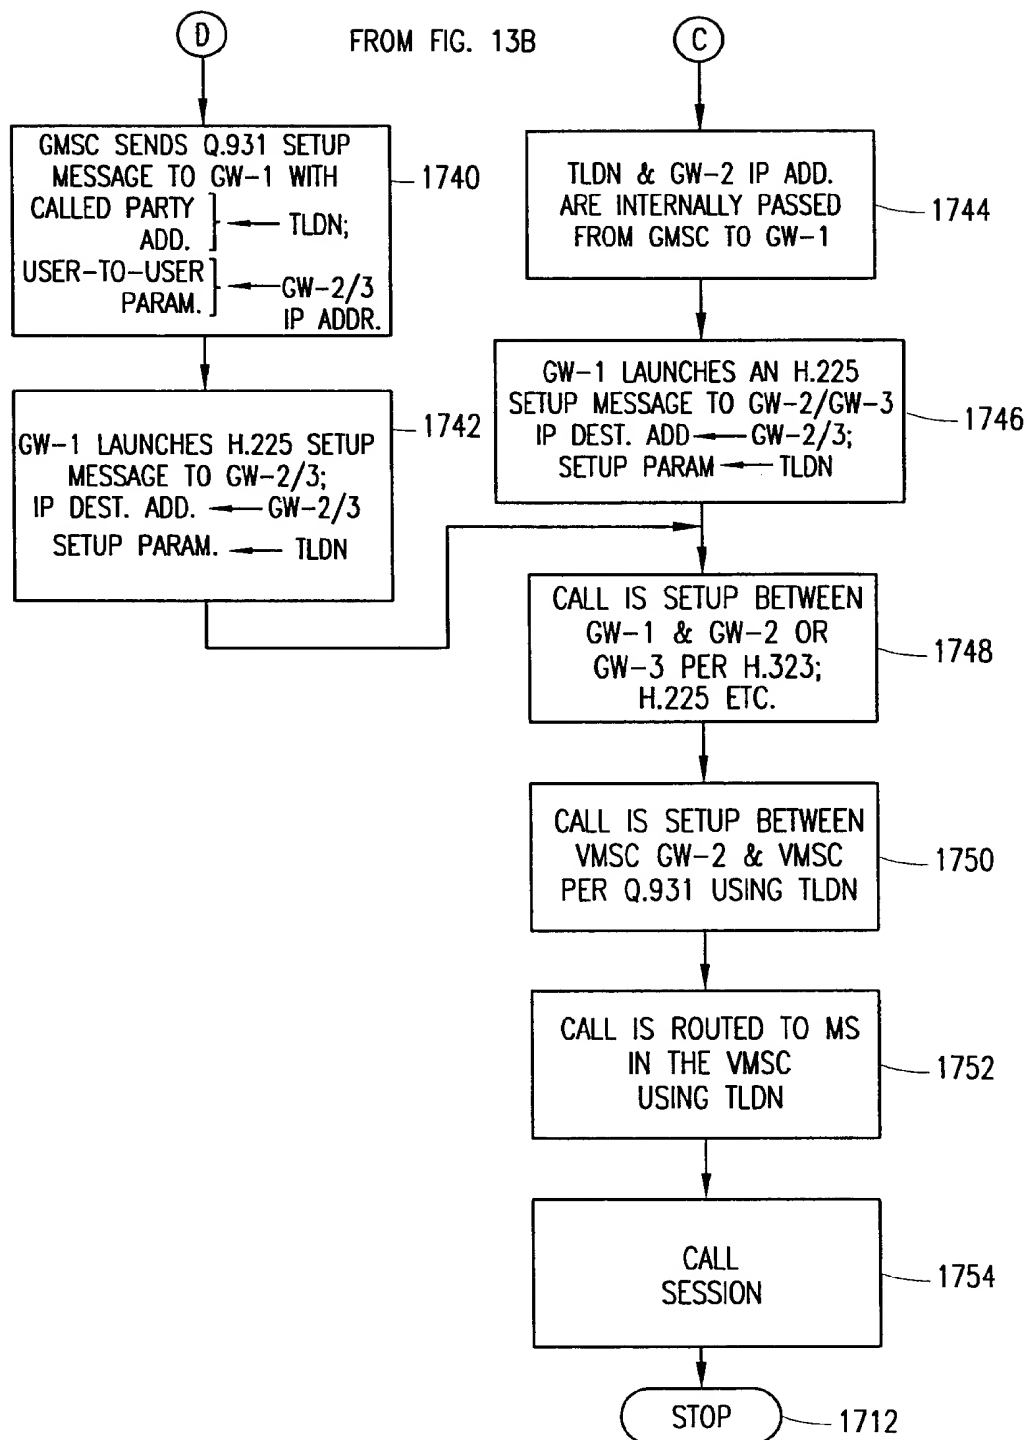 D
FROM FIG. 13B
C
GMSC SENDS Q.931 SETUP
MESSAGE TO GW-1 WITH
CALLED PARTY
ADD. } ← TLDN;
USER-TO-USER
PARAM. } ← GW-2/3
IP ADDR.
1740
GW-1 LAUNCHES H.225 SETUP
MESSAGE TO GW-2/3;
IP DEST. ADD. ← GW-2/3
SETUP PARAM. ← TLDN
1742
TLDN & GW-2 IP ADD.
ARE INTERNALLY PASSED
FROM GMSC TO GW-1
1744
GW-1 LAUNCHES AN H.225
SETUP MESSAGE TO GW-2/GW-3
IP DEST. ADD ← GW-2/3;
SETUP PARAM ← TLDN
1746
CALL IS SETUP BETWEEN
GW-1 & GW-2 OR
GW-3 PER H.323;
H.225 ETC.
1748
CALL IS SETUP BETWEEN
VMSC GW-2 & VMSC
PER Q.931 USING TLDN
1750
CALL IS ROUTED TO MS
IN THE VMSC
USING TLDN
1752
CALL
SESSION
1754
STOP
1712